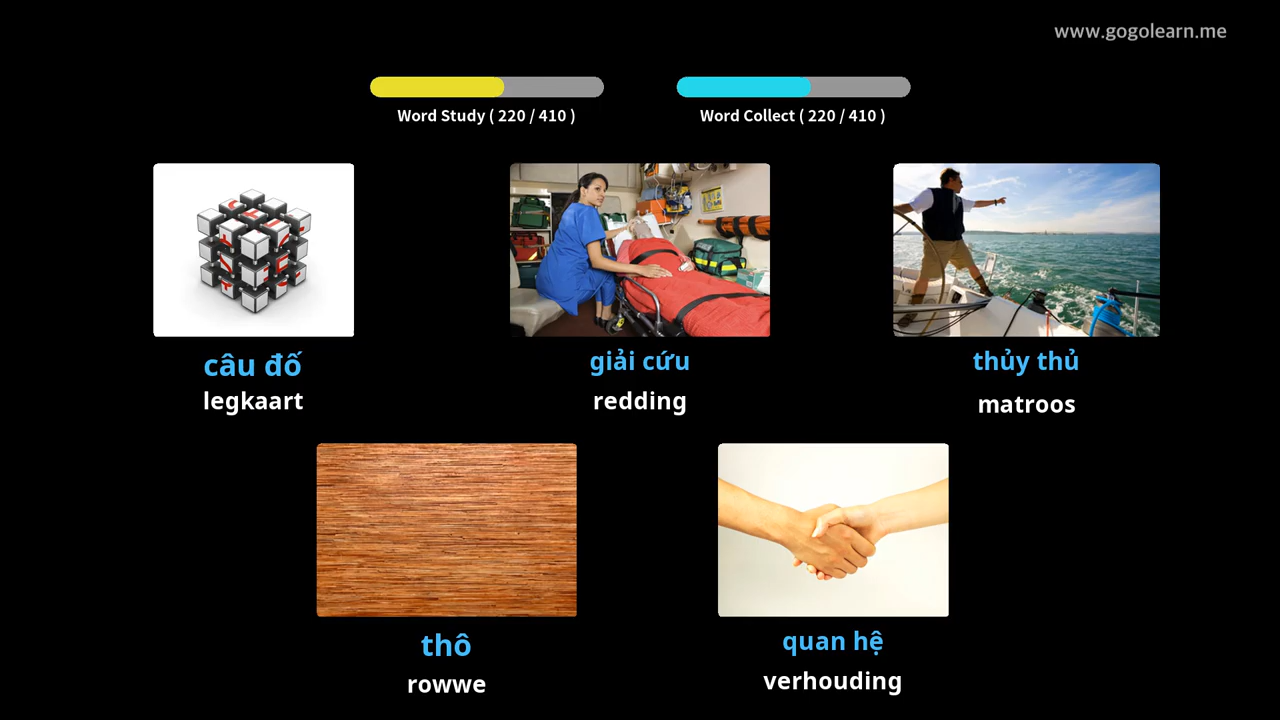 www.gogolearn.me
Word Study ( 220 / 410 )
Word Collect ( 220 / 410 )
câu đố
legkaart
giải cứu
redding
thủy thủ
matroos
thô
rowwe
quan hệ
verhouding